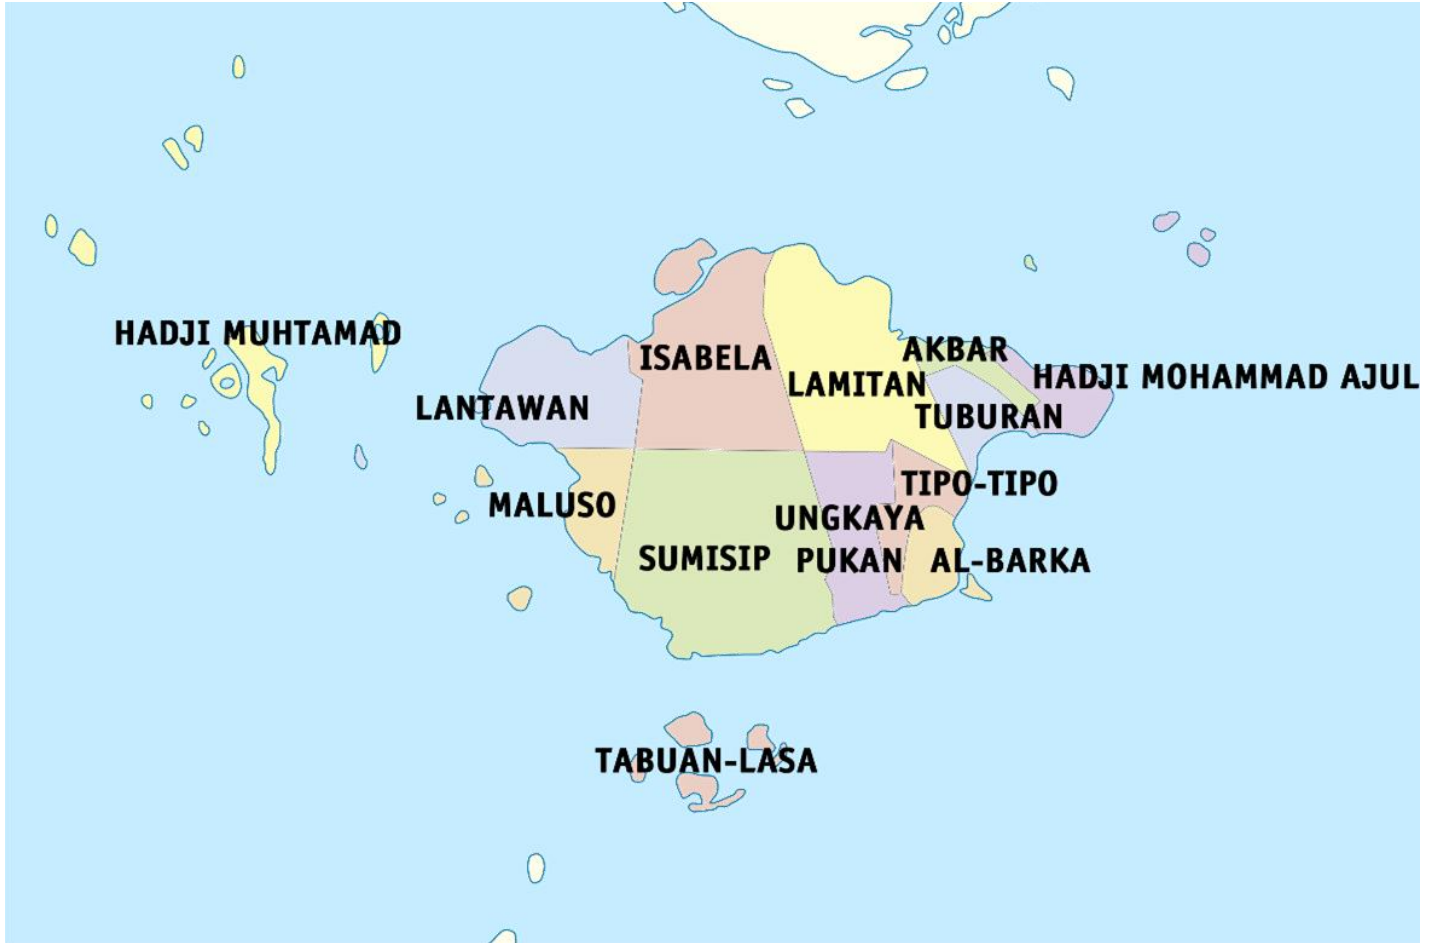 HADJI MUHTAMAD
ISABELA
AKBAR
LAMITAN
HADJI MOHAMMAD AJUL
LANTAWAN
TUBURAN
TIPO-TIPO
MALUSO
UNGKAYA
PUKAN
SUMISIP
AL-BARKA
TABUAN-LASA